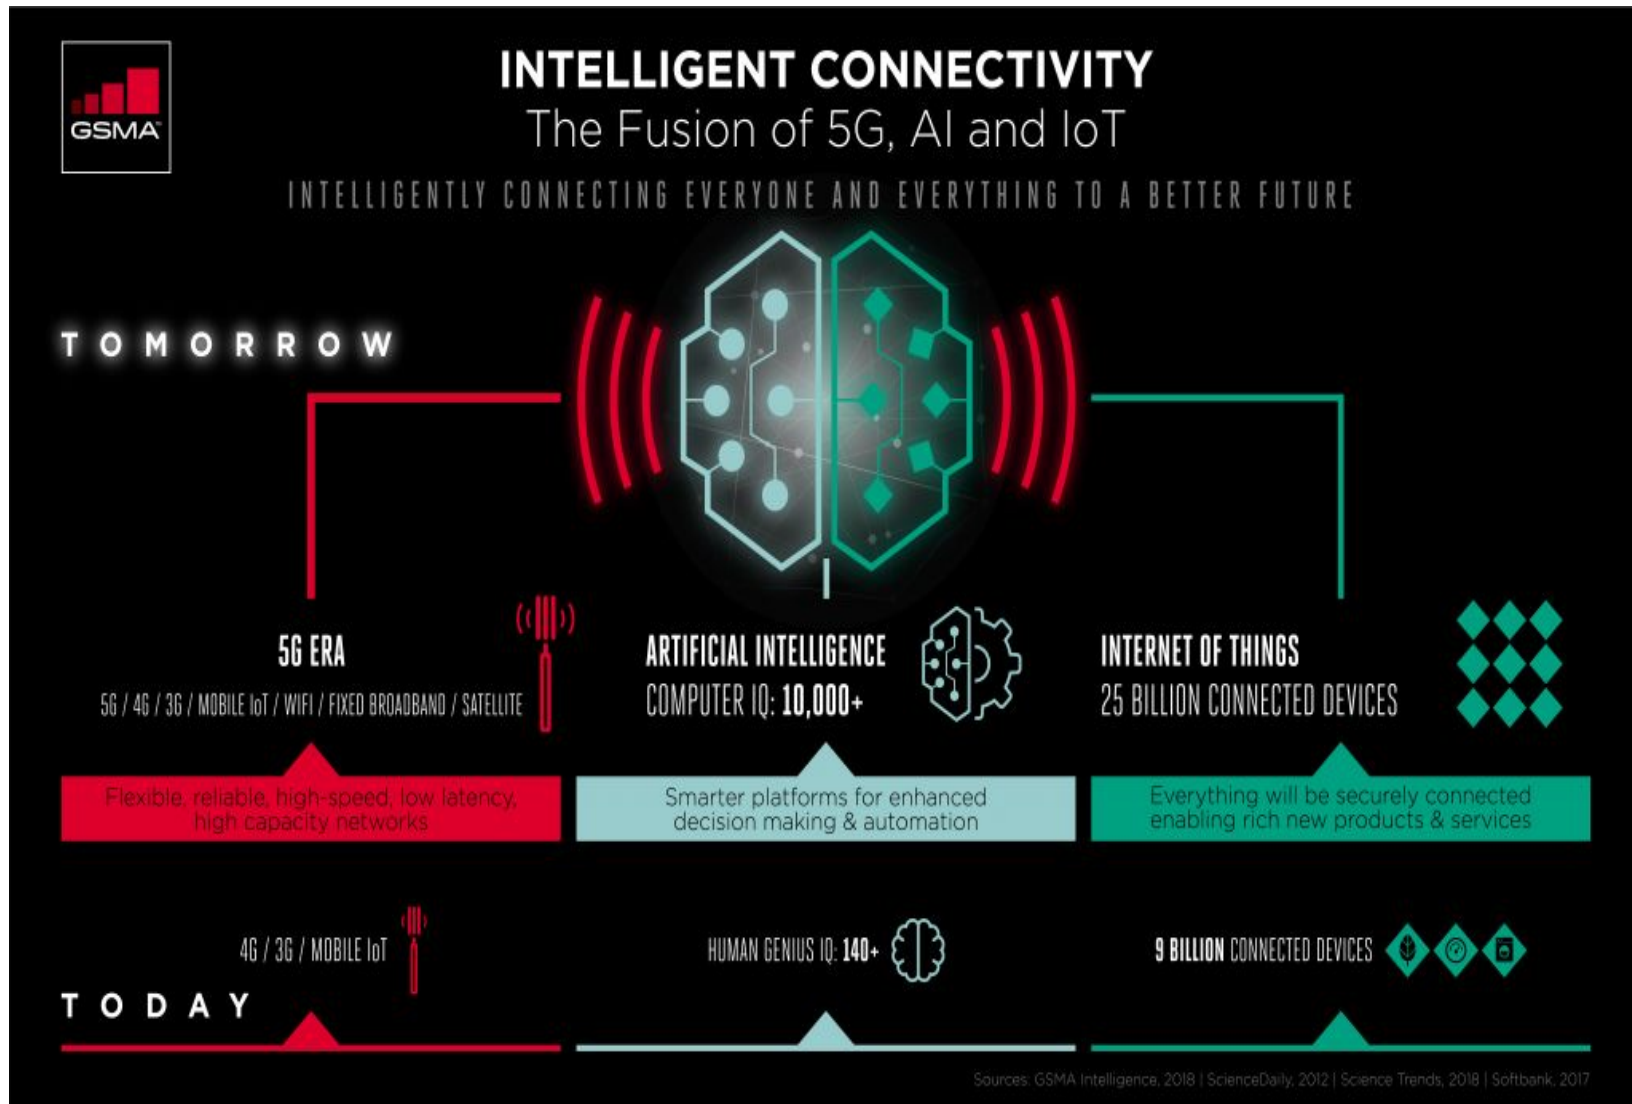 GSMA™
INTELLIGENT CONNECTIVITY
The Fusion of 5G, AI and IoT
INTELLIGENTLY CONNECTING EVERYONE AND EVERYTHING TO A BETTER FUTURE
TOMORROW
5G ERA
5G / 4G / 3G / MOBILE IoT / WIFI / FIXED BROADBAND / SATELLITE
Flexible, reliable, high-speed, low latency,
high capacity networks
ARTIFICIAL INTELLIGENCE
COMPUTER IQ: 10,000+
Smarter platforms for enhanced
decision making & automation
INTERNET OF THINGS
25 BILLION CONNECTED DEVICES
Everything will be securely connected
enabling rich new products & services
4G / 3G / MOBILE IoT
HUMAN GENIUS IQ: 140+
9 BILLION CONNECTED DEVICES
TODAY
Sources: GSMA Intelligence, 2018 | ScienceDaily, 2012 | Science Trends, 2018 | Softbank, 2017